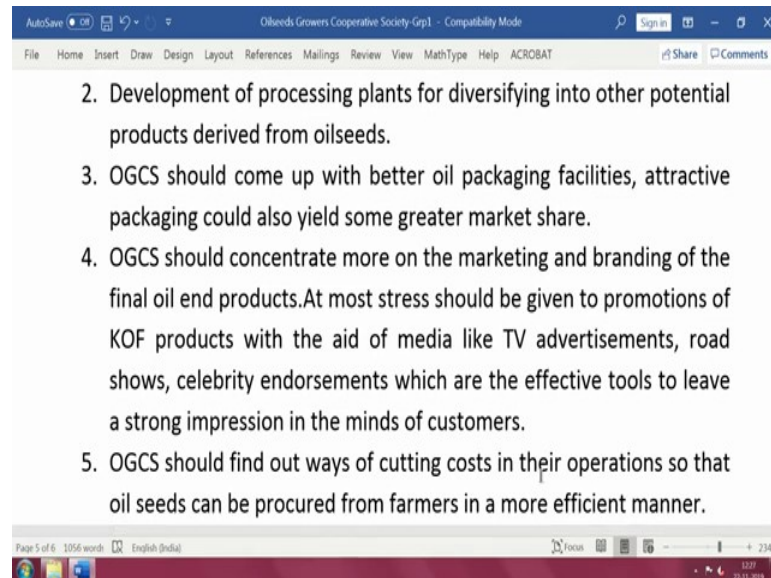 AutoSave Off Oilseeds Growers Cooperative Society-Grp1 - Compatibility Mode Sign in
File Home Insert Draw Design Layout References Mailings Review View MathType Help ACROBAT Share Comments
2. Development of processing plants for diversifying into other potential
products derived from oilseeds.
3. OGCS should come up with better oil packaging facilities, attractive
packaging could also yield some greater market share.
4. OGCS should concentrate more on the marketing and branding of the
final oil end products.At most stress should be given to promotions of
KOF products with the aid of media like TV advertisements, road
shows, celebrity endorsements which are the effective tools to leave
a strong impression in the minds of customers.
5. OGCS should find out ways of cutting costs in their operations so that
oil seeds can be procured from farmers in a more efficient manner.
Page 5 of 6 1056 words English (India) Focus 234
12:27
23-11-2019